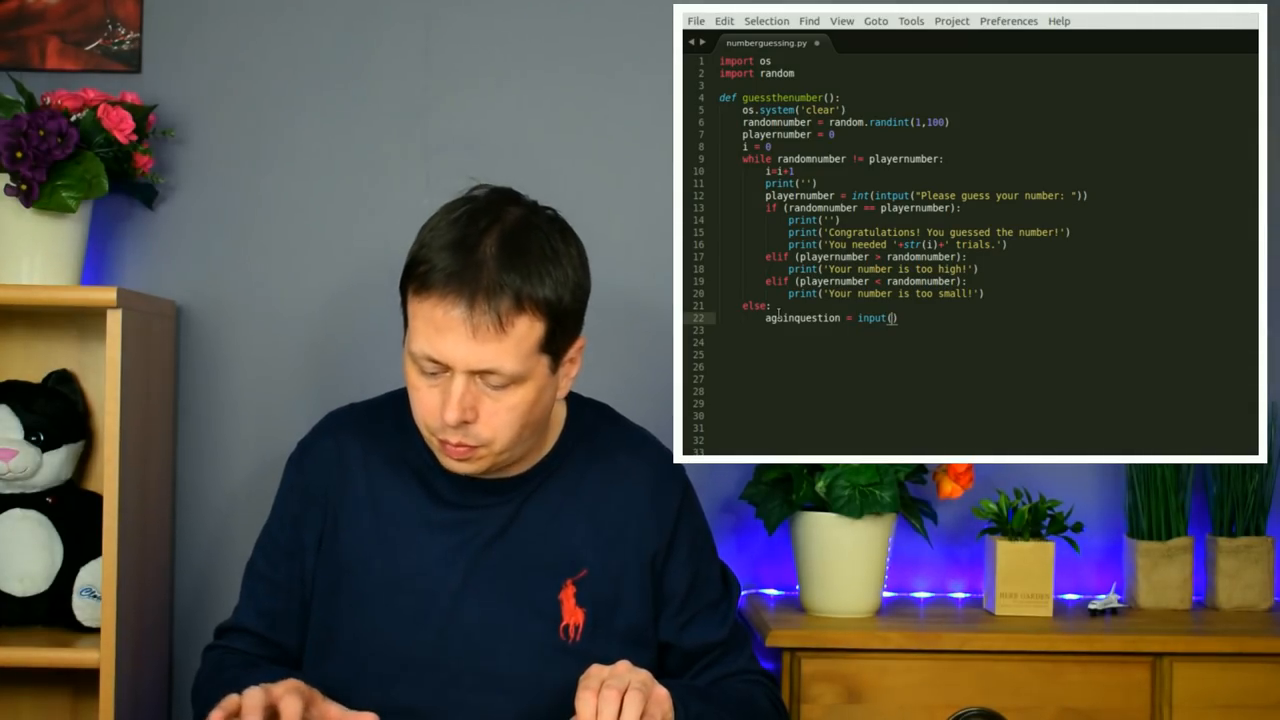 File Edit Selection Find View Goto Tools Project Preferences Help
numberguessing.py
1 import os
2 import random
3
4 def guessthenumber():
5 os.system('clear')
6 randomnumber = random.randint(1,100)
7 playernumber = 0
8 i = 0
9 while randomnumber != playernumber:
10 i=i+1
11 print('')
12 playernumber = int(intput("Please guess your number: "))
13 if (randomnumber == playernumber):
14 print('')
15 print('Congratulations! You guessed the number!')
16 print('You needed '+str(i)+' trials.')
17 elif (playernumber > randomnumber):
18 print('Your number is too high!')
19 elif (playernumber < randomnumber):
20 print('Your number is too small!')
21 else:
22 againquestion = input()
23
24
25
26
27
28
29
30
31
32
33
HERB GARDEN